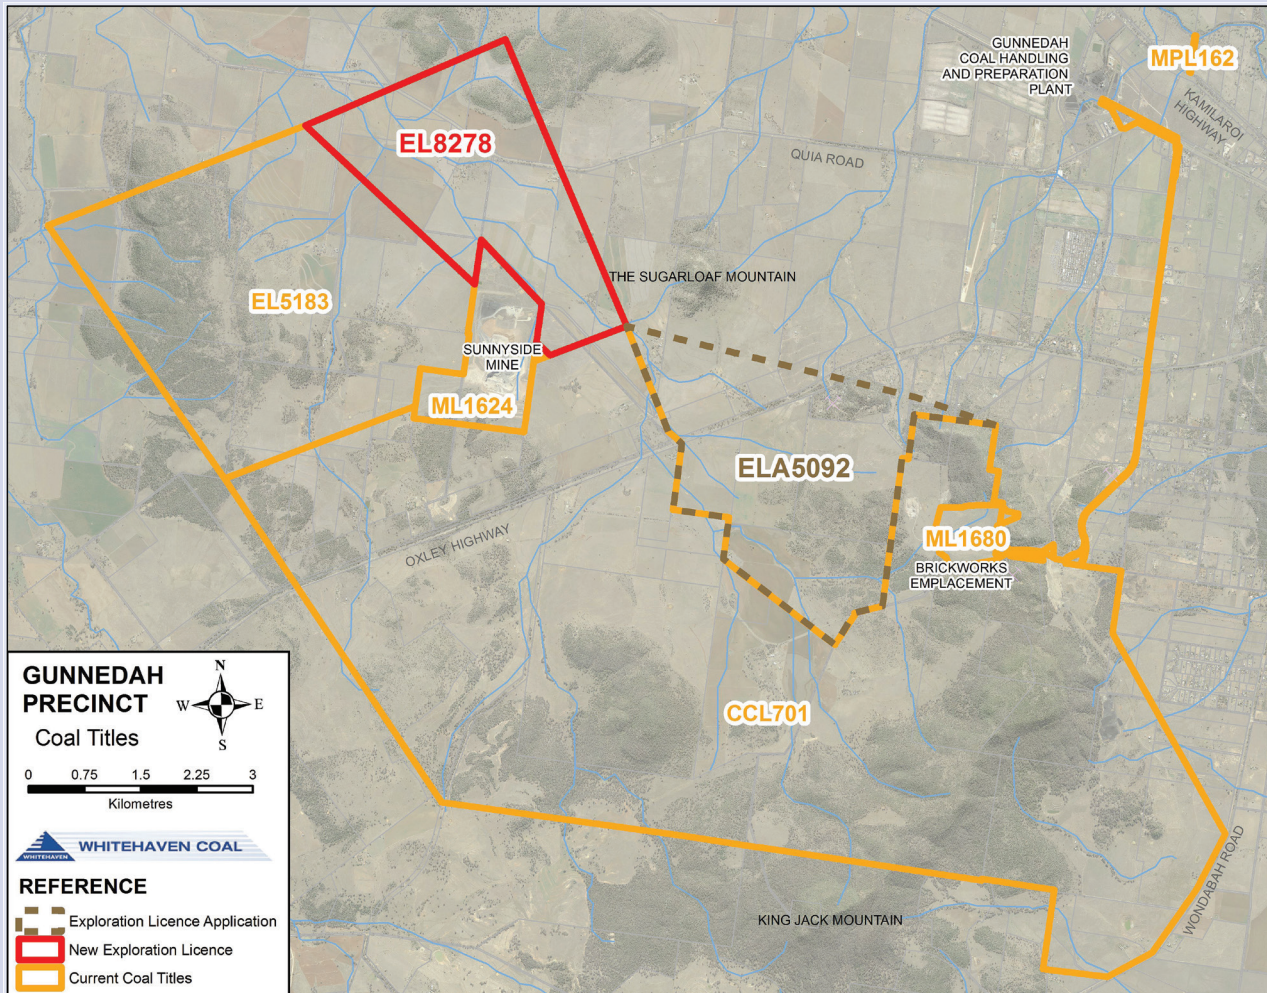 GUNNEDAH
COAL HANDLING
AND PREPARATION
PLANT
MPL162
KAMILAROI
HIGHWAY
EL8278
QUIA ROAD
THE SUGARLOAF MOUNTAIN
EL5183
SUNNYSIDE
MINE
ML1624
ELA5092
OXLEY HIGHWAY
ML1680
BRICKWORKS
EMPLACEMENT
CCL701
WONDABAH ROAD
KING JACK MOUNTAIN
GUNNEDAH
PRECINCT
Coal Titles
N
W
E
S
0 0.75 1.5 2.25 3
Kilometres
WHITEHAVEN
WHITEHAVEN COAL
REFERENCE
Exploration Licence Application
New Exploration Licence
Current Coal Titles